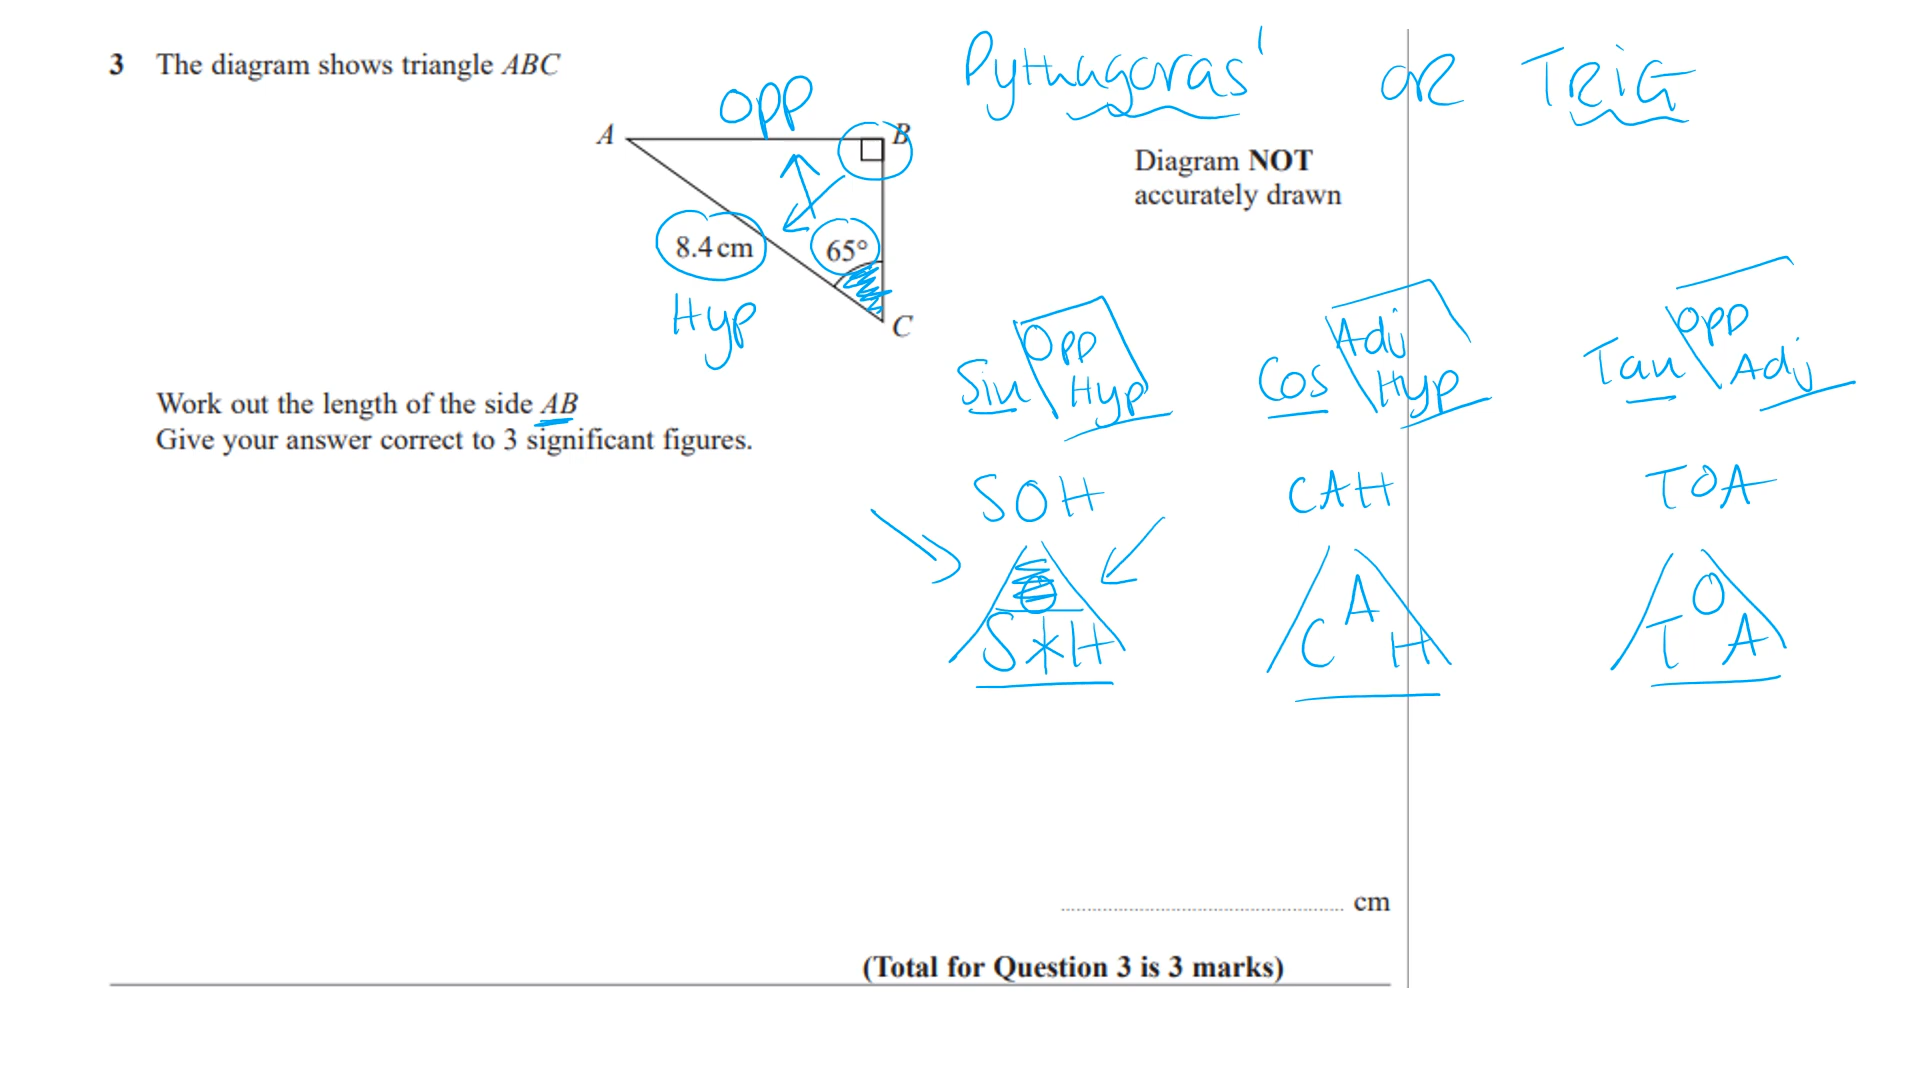 3 The diagram shows triangle ABC
Pythagoras' OR TRIG
Opp
A
B
Diagram NOT
accurately drawn
8.4 cm
65°
Hyp
C
Sin Opp Hyp
Cos Adj Hyp
Tan Opp Adj
Work out the length of the side AB
Give your answer correct to 3 significant figures.
SOH CAH TOA
O
S*H
A
C H
O
T A
cm
(Total for Question 3 is 3 marks)